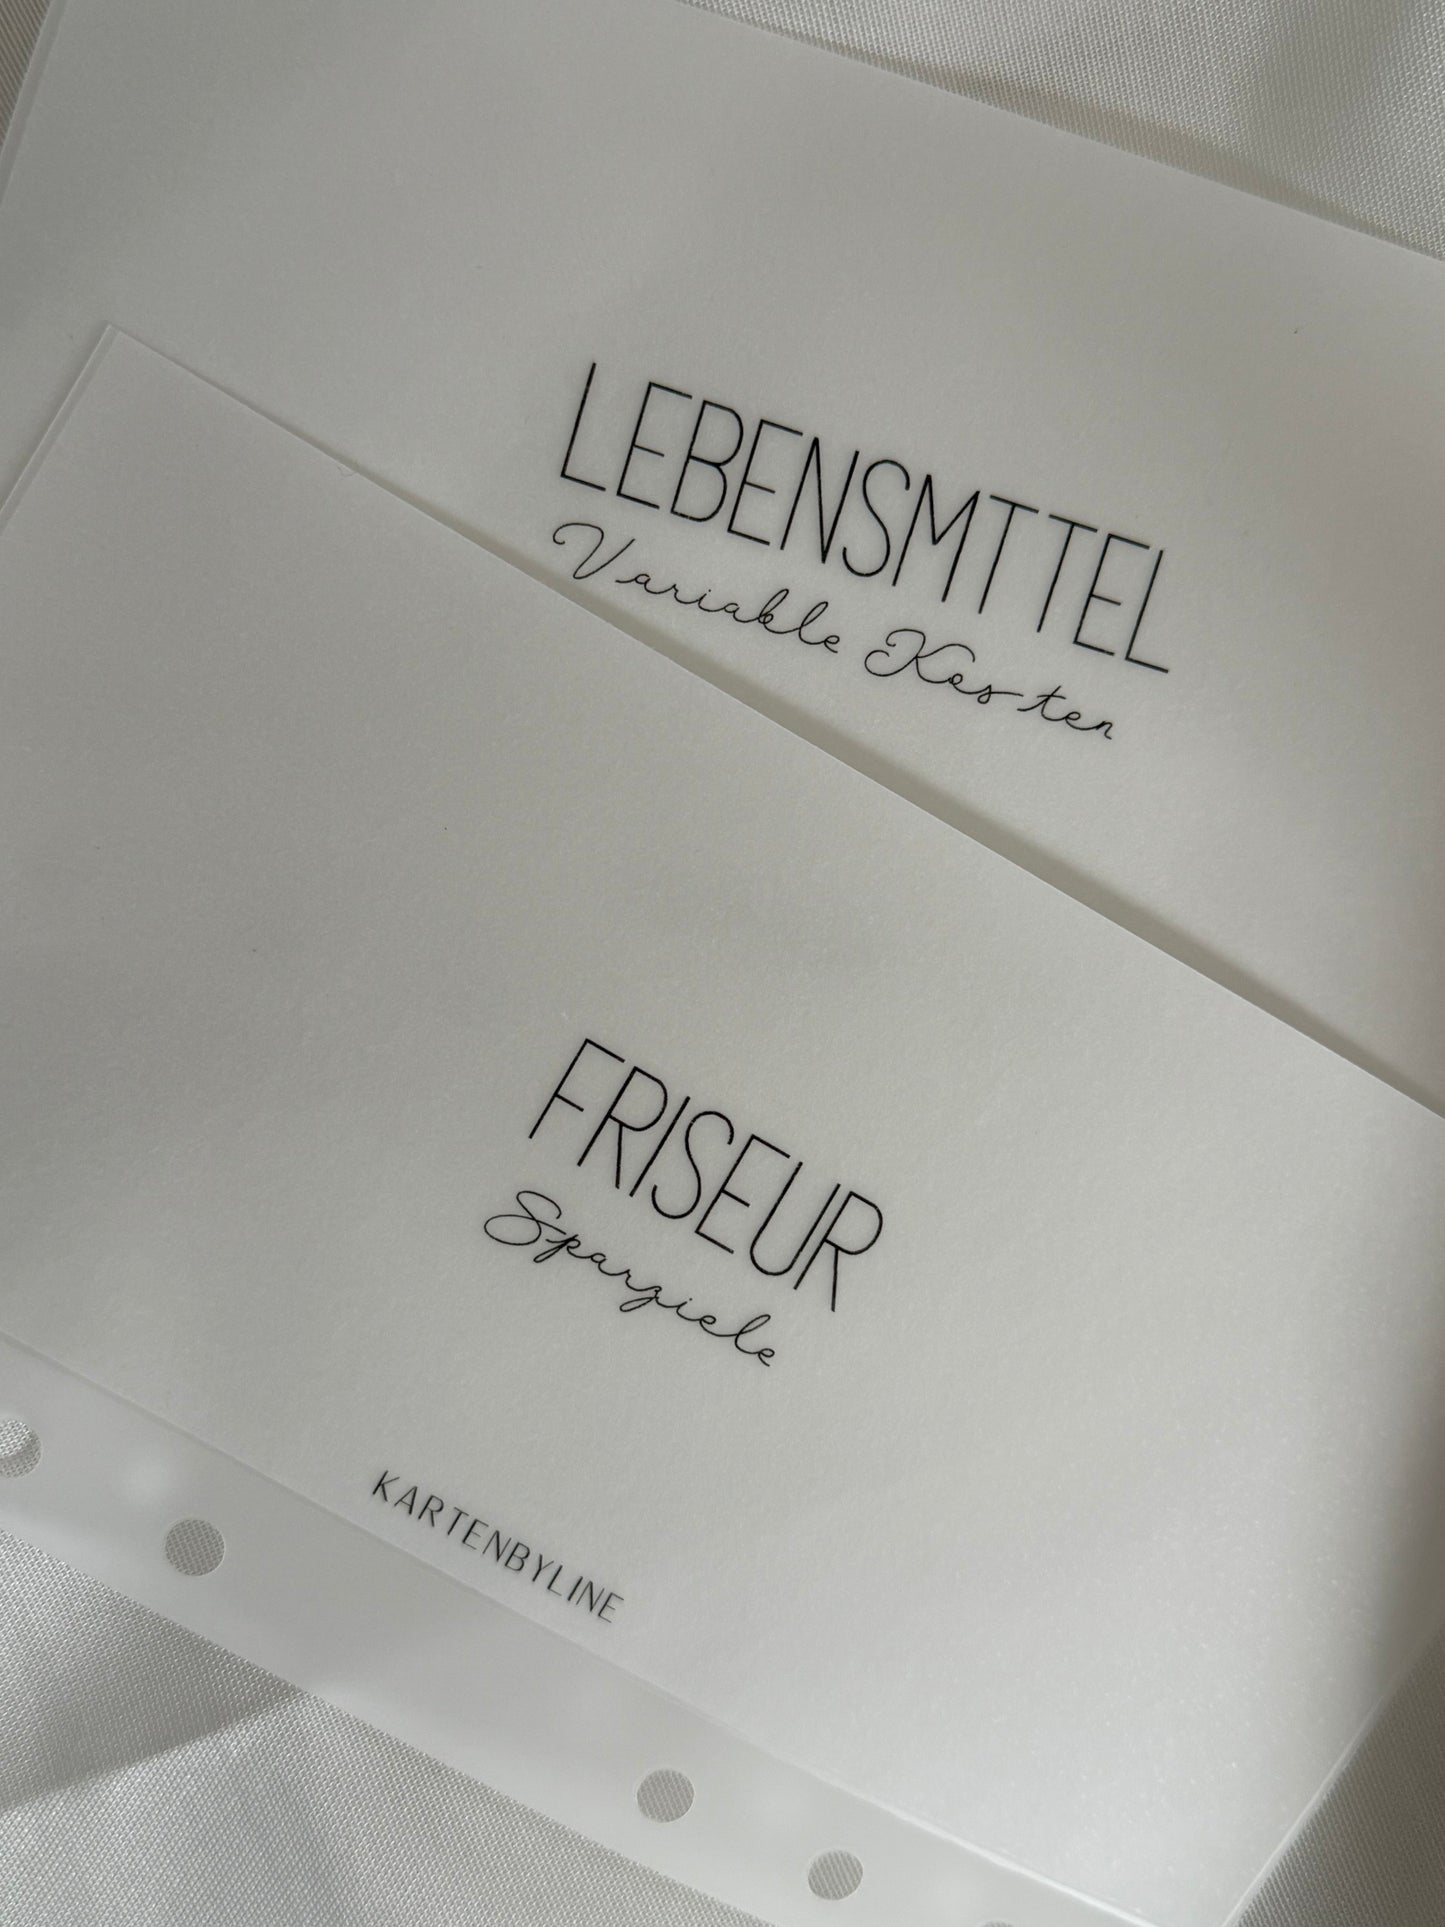 LEBENSMTTEL
Variable Kosten
FRISEUR
Sparziele
KARTENBYLINE